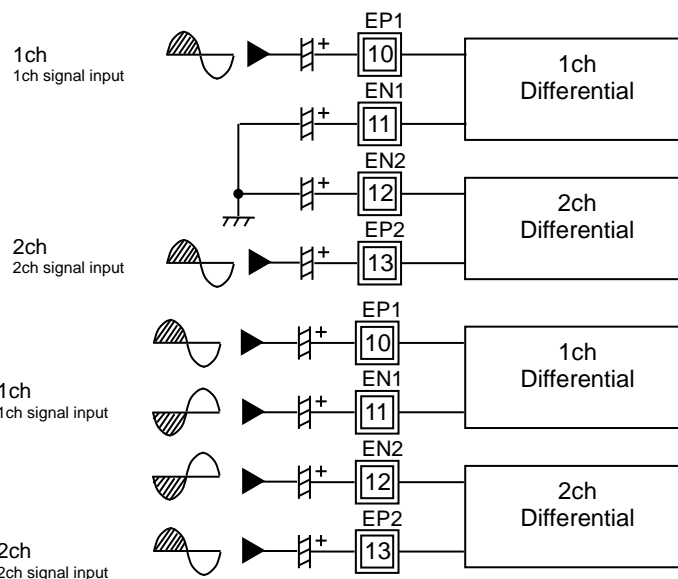 EP1
1ch
1ch signal input
+
10
1ch
Differential
EN1
+
11
EN2
+
12
2ch
Differential
2ch
2ch signal input
EP2
+
13
EP1
+
10
1ch
Differential
1ch
1ch signal input
EN1
+
11
EN2
+
12
2ch
Differential
2ch
2ch signal input
EP2
+
13